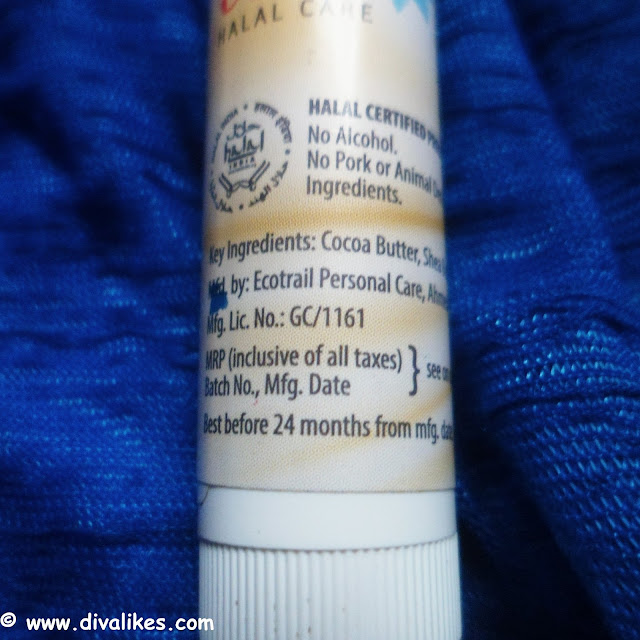 HALAL CARE
HALAL CERTIFIED
No Alcohol.
No Pork or Animal
Ingredients.
Key Ingredients: Cocoa Butter, Shea
by: Ecotrail Personal Care,
Mfg. Lic. No.: GC/1161
MRP (inclusive of all taxes)
Batch No., Mfg. Date
} see on
Best before 24 months from mfg. date
© www.divalikes.com